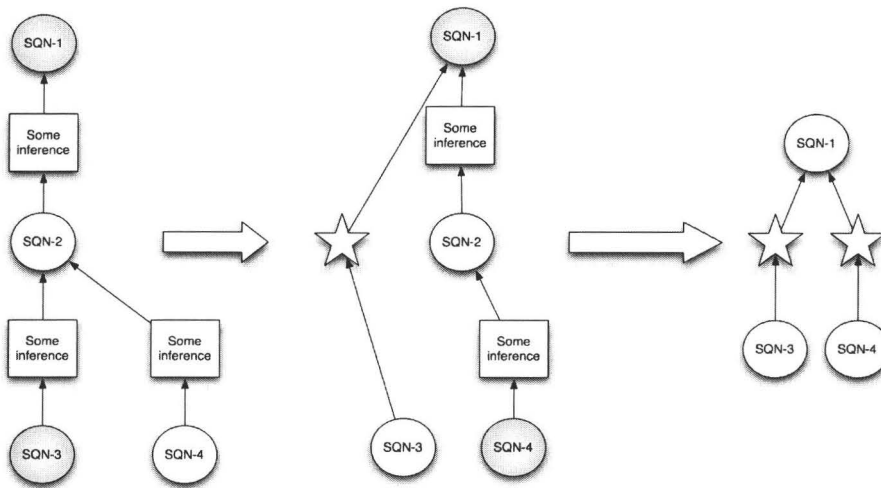 SQN-1
Some
inference
SQN-2
Some
inference
Some
inference
SQN-3
SQN-4
SQN-1
Some
inference
SQN-2
Some
inference
SQN-3
SQN-4
SQN-1
SQN-3
SQN-4